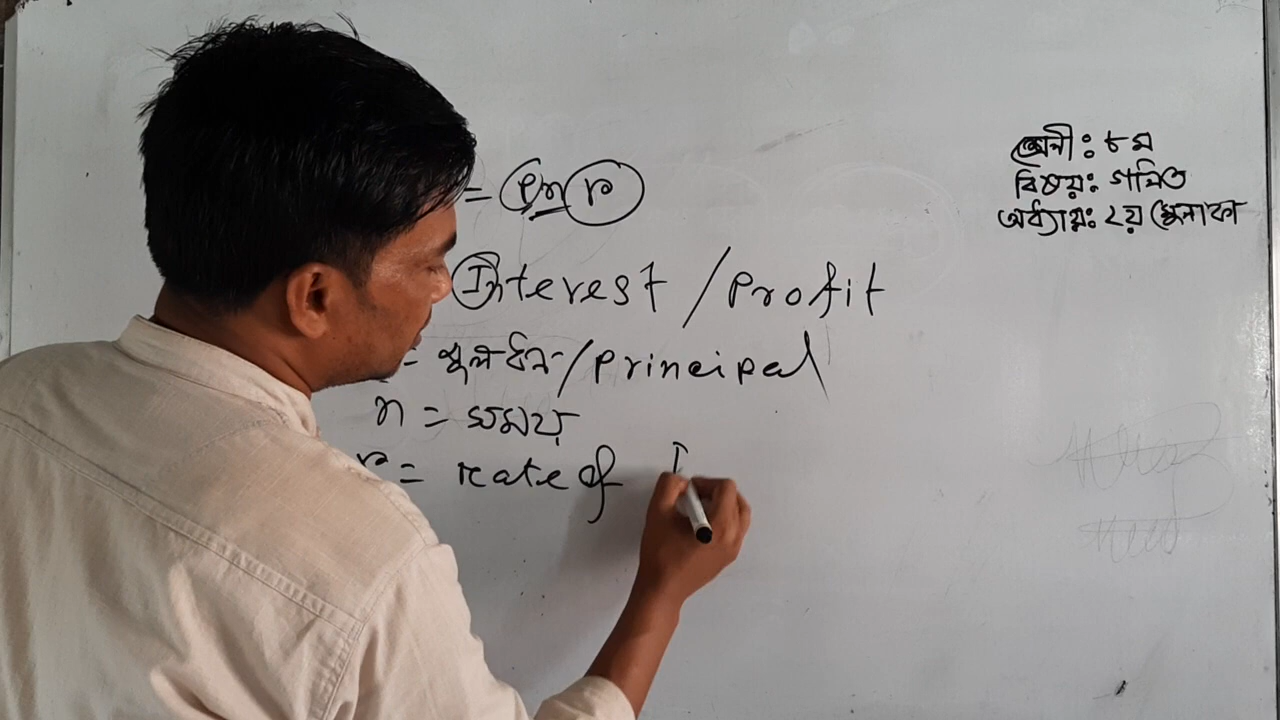 শ্রেনী: ৮ম
বিষয়: গণিত
অধ্যায়: ২য় মুনাফা
= Pnr
Interest / Profit
= মূলধন / Principal
n = সময়
r = rate of I